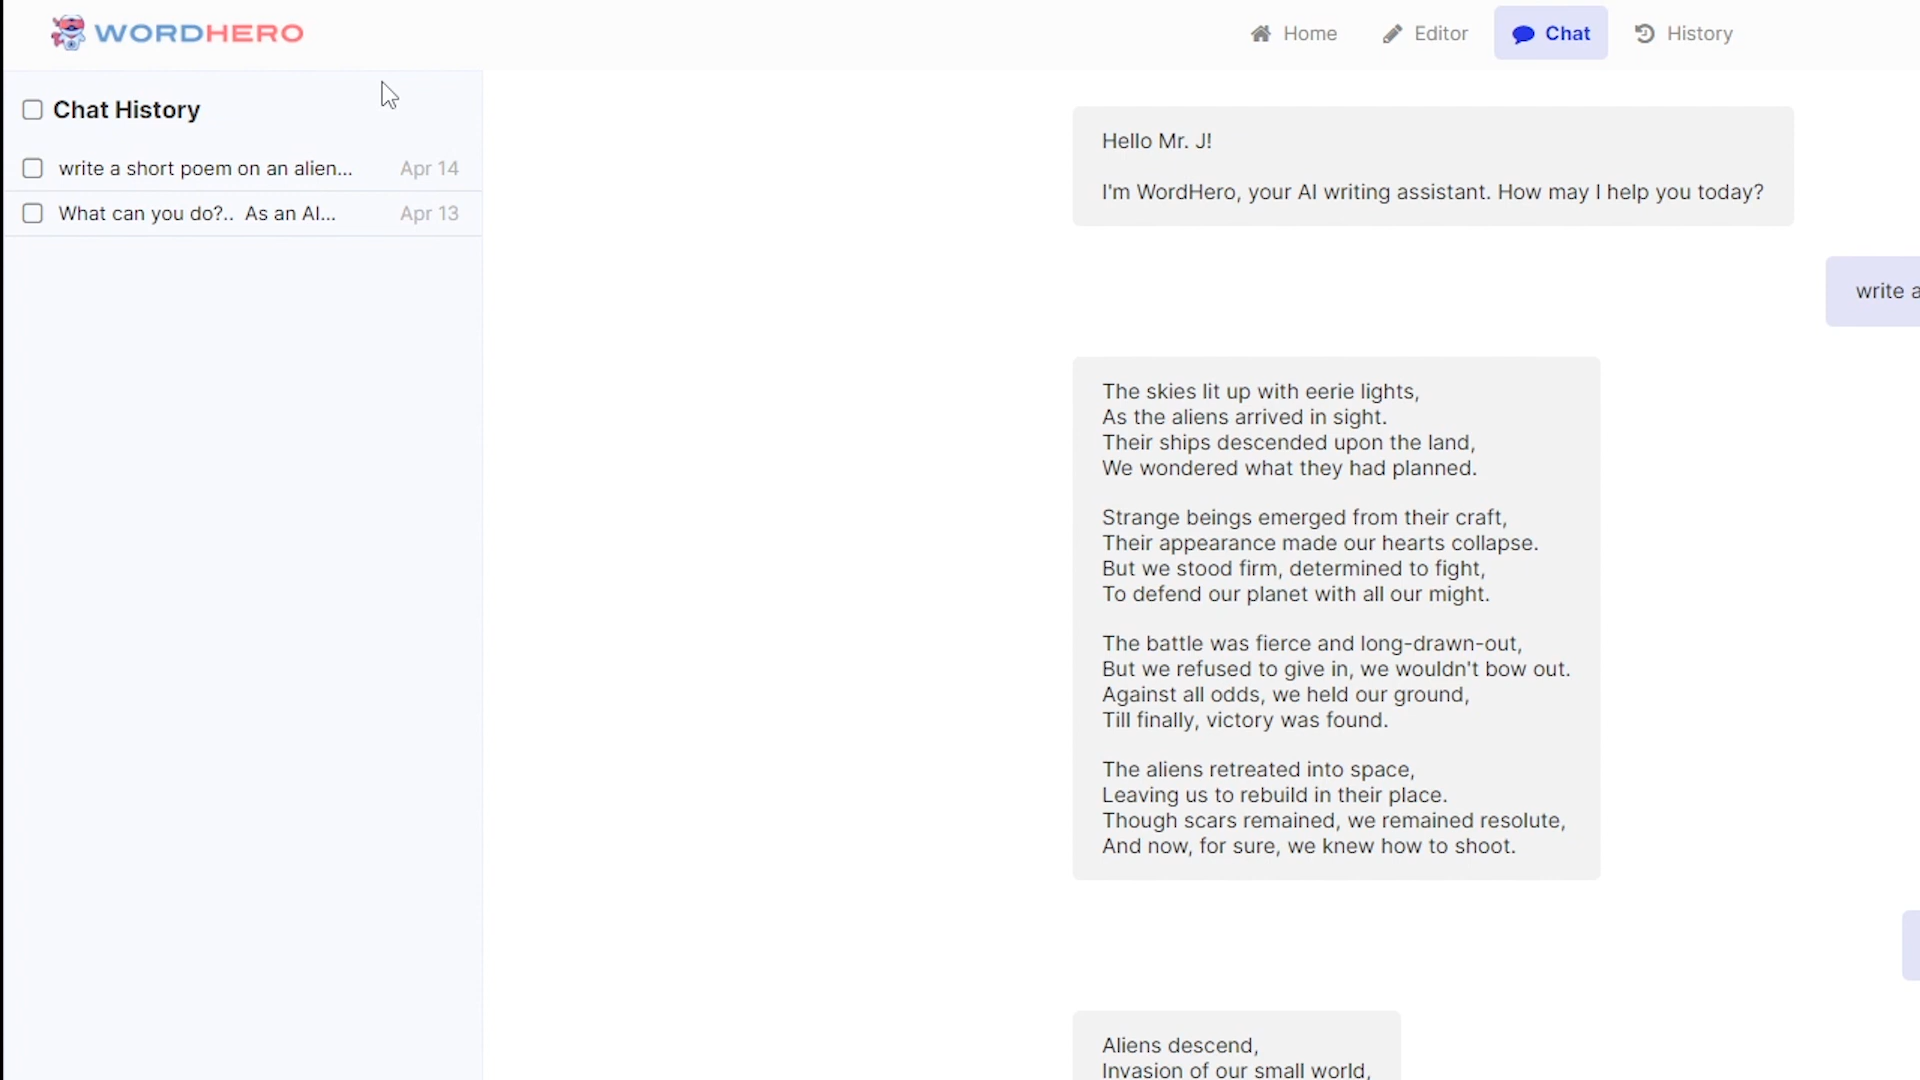 WORDHERO
Home
Editor
Chat
History
Chat History
write a short poem on an alien...
Apr 14
What can you do?.. As an AI...
Apr 13
Hello Mr. J!
I'm WordHero, your AI writing assistant. How may I help you today?
write a
The skies lit up with eerie lights,
As the aliens arrived in sight.
Their ships descended upon the land,
We wondered what they had planned.
Strange beings emerged from their craft,
Their appearance made our hearts collapse.
But we stood firm, determined to fight,
To defend our planet with all our might.
The battle was fierce and long-drawn-out,
But we refused to give in, we wouldn't bow out.
Against all odds, we held our ground,
Till finally, victory was found.
The aliens retreated into space,
Leaving us to rebuild in their place.
Though scars remained, we remained resolute,
And now, for sure, we knew how to shoot.
Aliens descend,
Invasion of our small world,